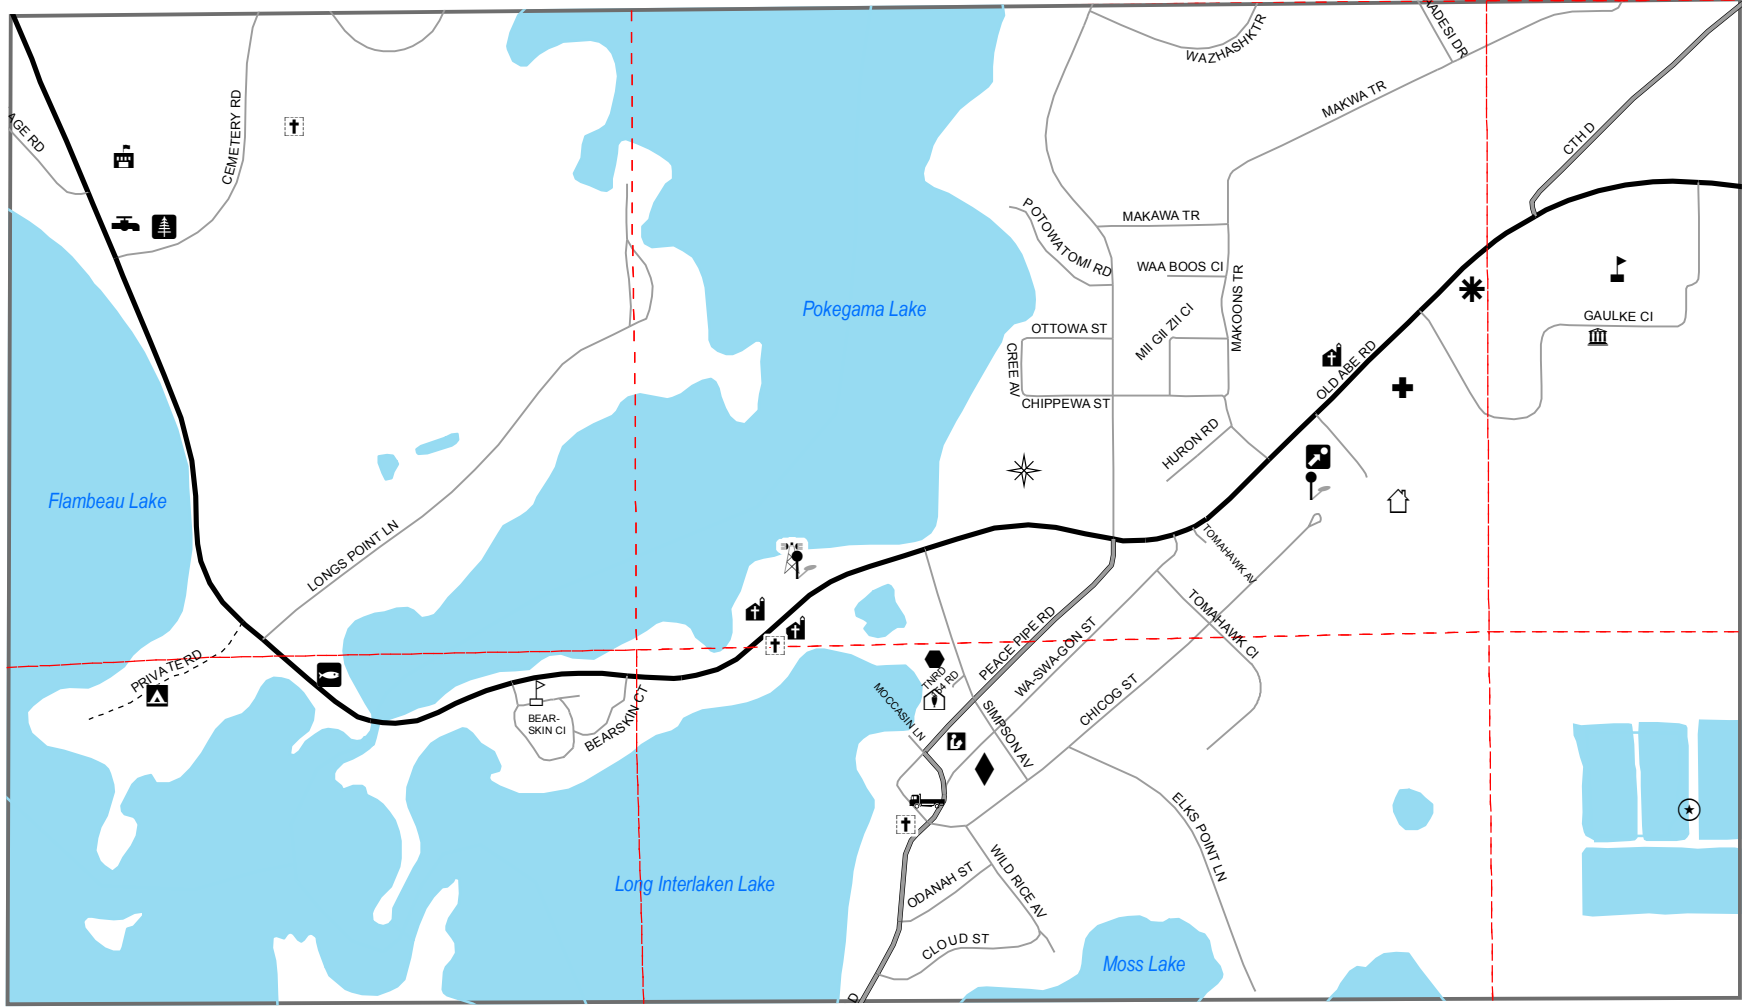 WAZHASHK TR
AADESI DR
MAKWA TR
CTH D
AGE RD
CEMETERY RD
POTOWATOMI RD
MAKAWA TR
WAA BOOS CI
MAKOONS TR
Pokegama Lake
OTTOWA ST
MII GII ZII CI
GAULKE CI
CREE AV
OLD ABE RD
CHIPPEWA ST
HURON RD
Flambeau Lake
LONGS POINT LN
TOMAHAWK AV
TOMAHAWK CI
PEACE PIPE RD
WA-SWA-GON ST
PRIVATE RD
TNRD
154 RD
MOCCASIN LN
SIMPSON AV
CHICOG ST
BEAR-
SKIN CI
BEARSKIN CT
ELKS POINT LN
Long Interlaken Lake
ODANAH ST
WILD RICE AV
CLOUD ST
Moss Lake
D